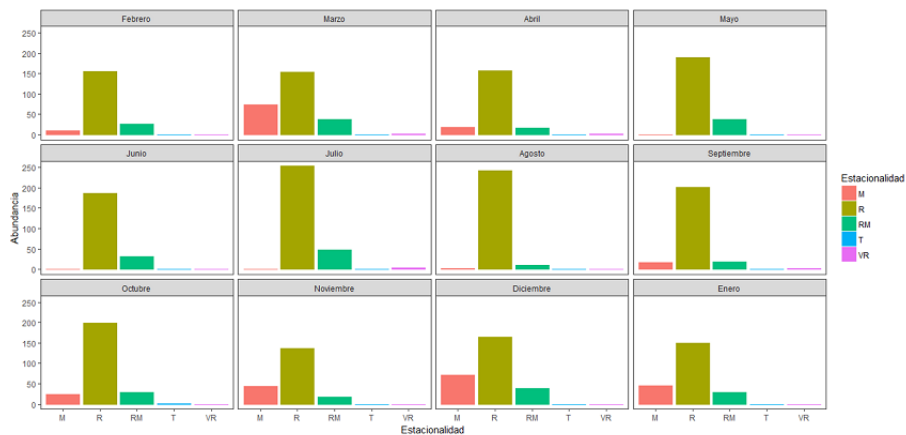 Febrero Marzo Abril Mayo
250
200
150
100
50
0
Junio Julio Agosto Septiembre
250
200
150
100
50
0
Octubre Noviembre Diciembre Enero
250
200
150
100
50
0
M R RM T VR M R RM T VR M R RM T VR M R RM T VR
Estacionalidad
Abundancia
Estacionalidad
M
R
RM
T
VR